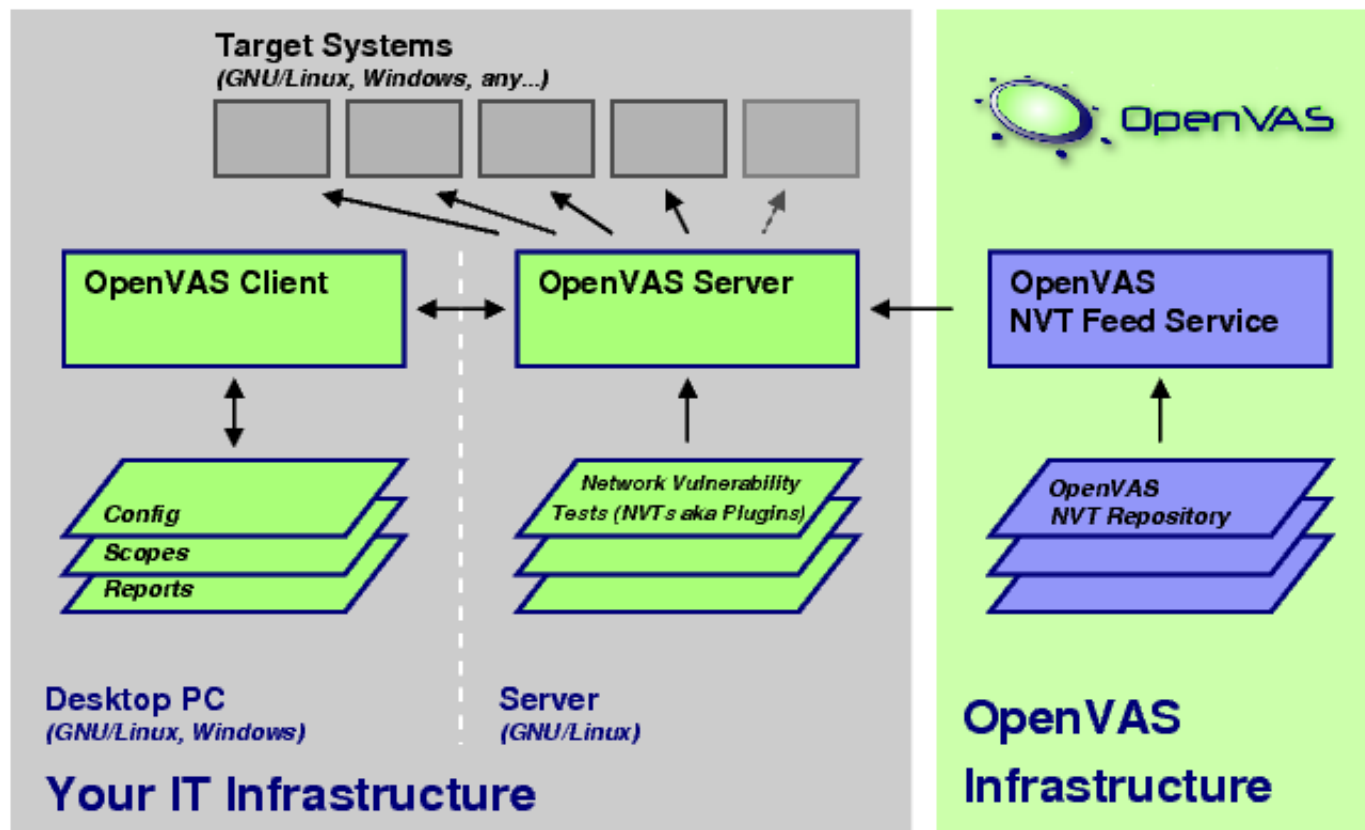 Target Systems
(GNU/Linux, Windows, any...)
OpenVAS
OpenVAS Client
OpenVAS Server
OpenVAS
NVT Feed Service
Config
Scopes
Reports
Network Vulnerability
Tests (NVTs aka Plugins)
OpenVAS
NVT Repository
Desktop PC
(GNU/Linux, Windows)
Server
(GNU/Linux)
Your IT Infrastructure
OpenVAS
Infrastructure